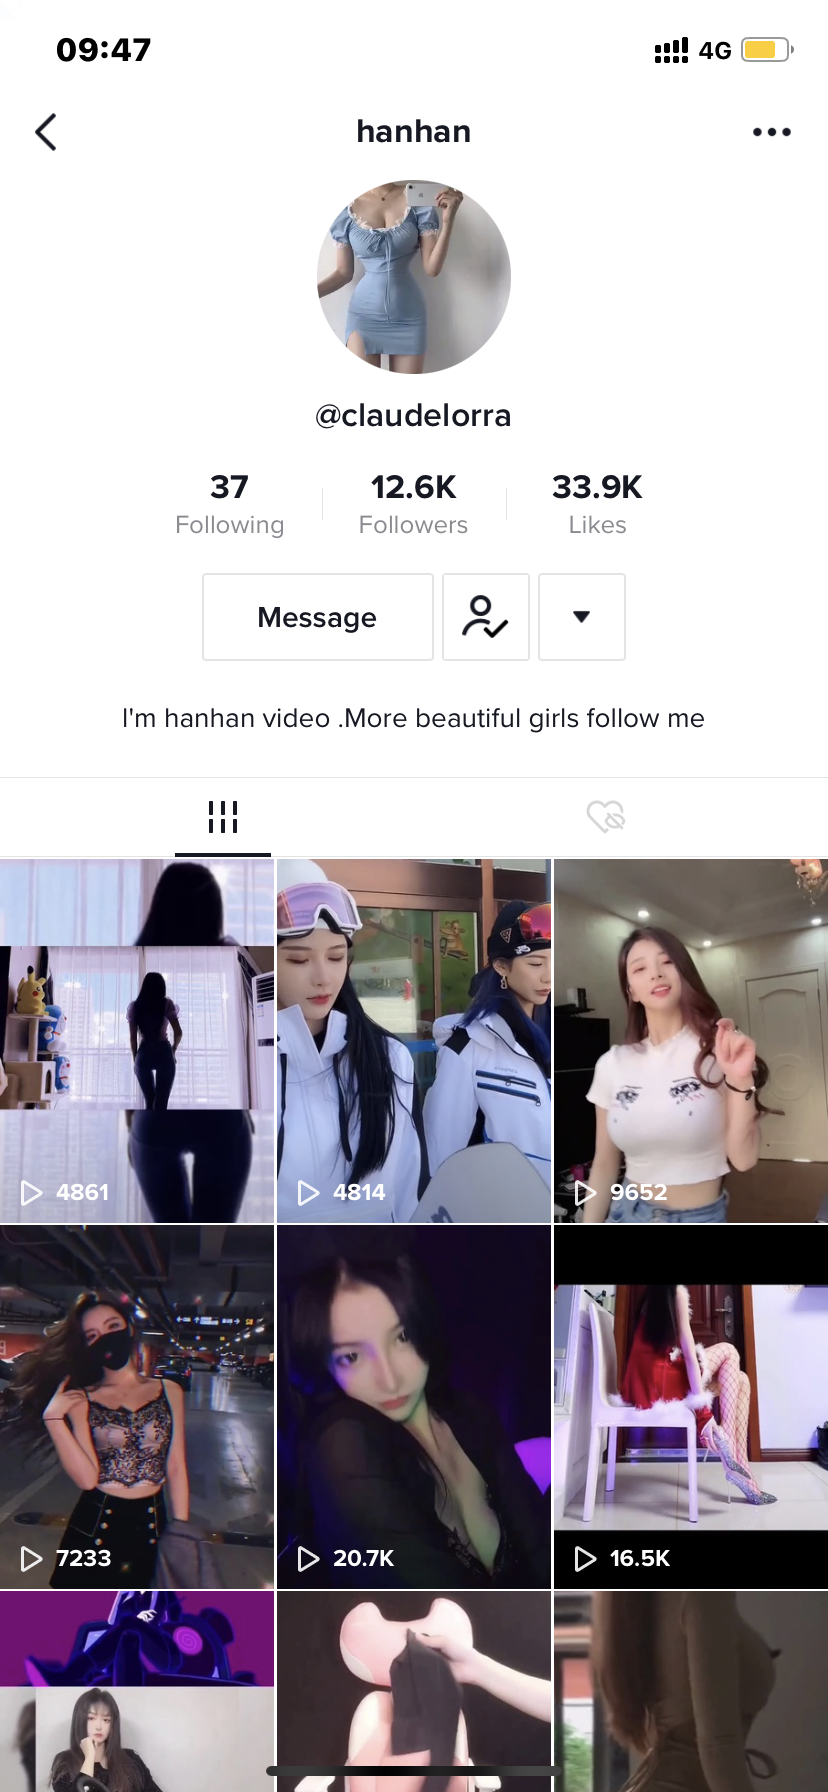 09:47
4G
hanhan
@claudelorra
37
12.6K
33.9K
Following
Followers
Likes
Message
I'm hanhan video .More beautiful girls follow me
4861
4814
9652
7233
20.7K
16.5K